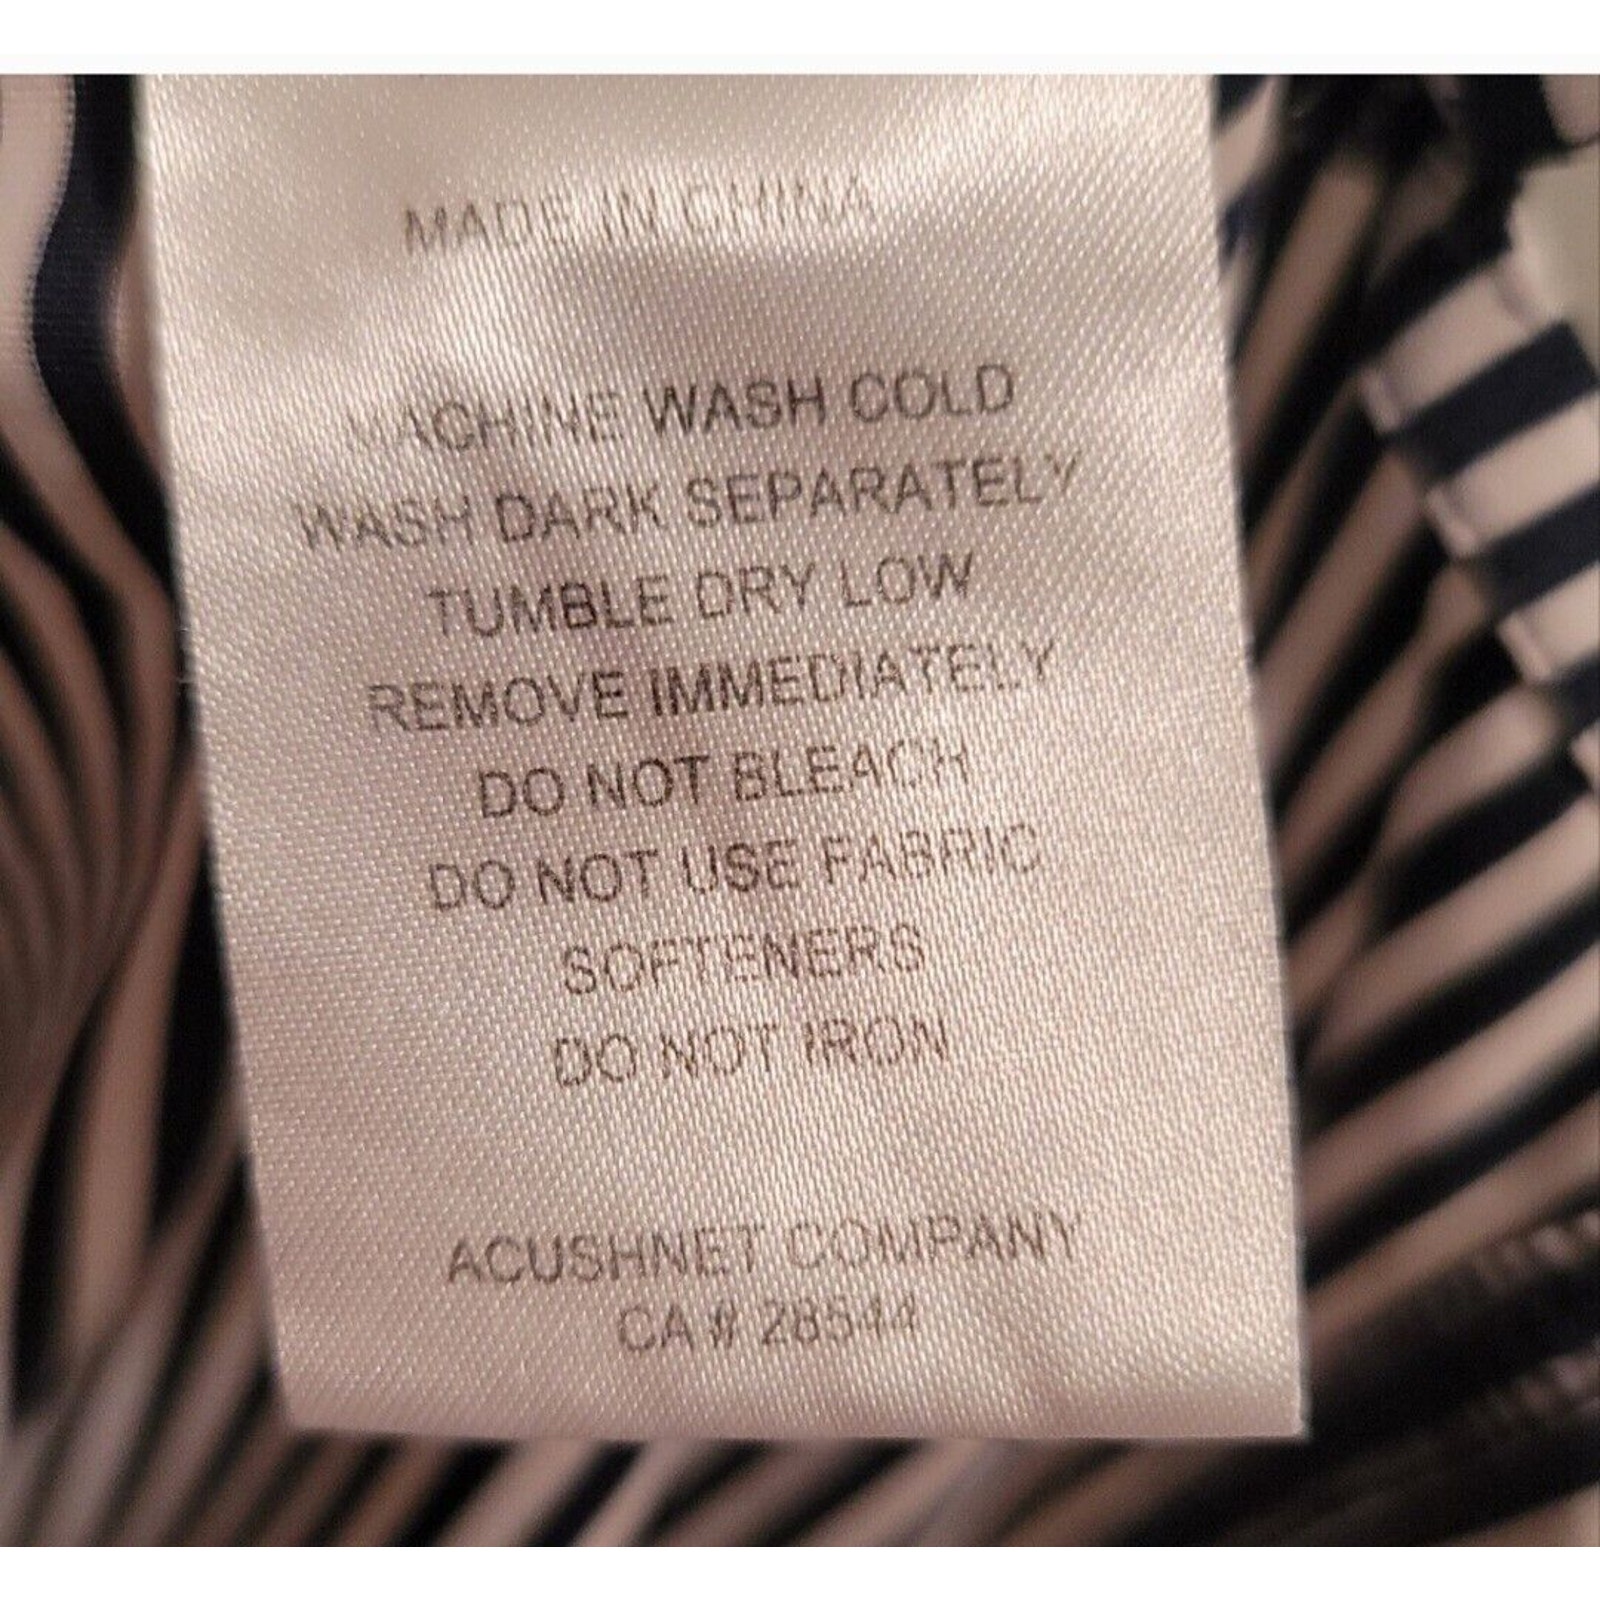 MADE IN CHINA
MACHINE WASH COLD
WASH DARK SEPARATELY
TUMBLE DRY LOW
REMOVE IMMEDIATELY
DO NOT BLEACH
DO NOT USE FABRIC
SOFTENERS
DO NOT IRON
ACUSHNET COMPANY
CA # 28544